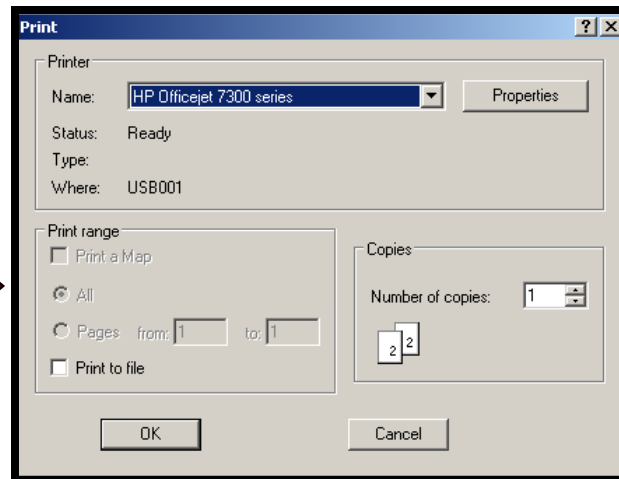 Print
Printer
Name: HP Officejet 7300 series Properties
Status: Ready
Type:
Where: USB001
Print range
Print a Map
All
Pages from: 1 to: 1
Print to file
Copies
Number of copies: 1
2 2
OK Cancel